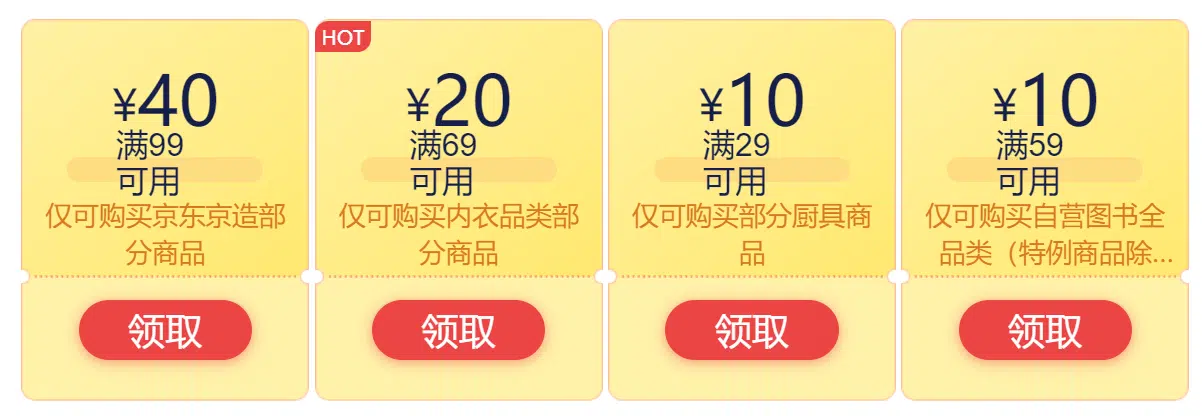 ¥40
满99
可用
仅可购买京东京造部
分商品
领取
HOT
¥20
满69
可用
仅可购买内衣品类部
分商品
领取
¥10
满29
可用
仅可购买部分厨具商
品
领取
¥10
满59
可用
仅可购买自营图书全
品类（特例商品除...
领取